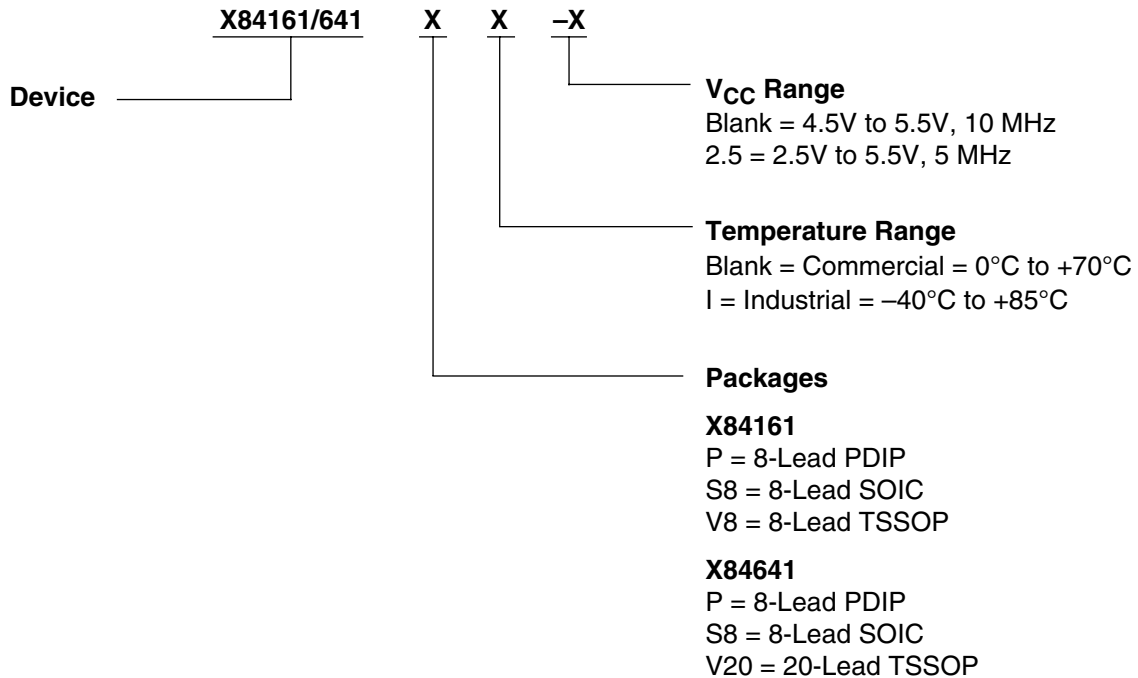 X84161/641 X X –X
Device
V<sub>CC</sub> Range
Blank = 4.5V to 5.5V, 10 MHz
2.5 = 2.5V to 5.5V, 5 MHz
Temperature Range
Blank = Commercial = 0°C to +70°C
I = Industrial = –40°C to +85°C
Packages
X84161
P = 8-Lead PDIP
S8 = 8-Lead SOIC
V8 = 8-Lead TSSOP
X84641
P = 8-Lead PDIP
S8 = 8-Lead SOIC
V20 = 20-Lead TSSOP